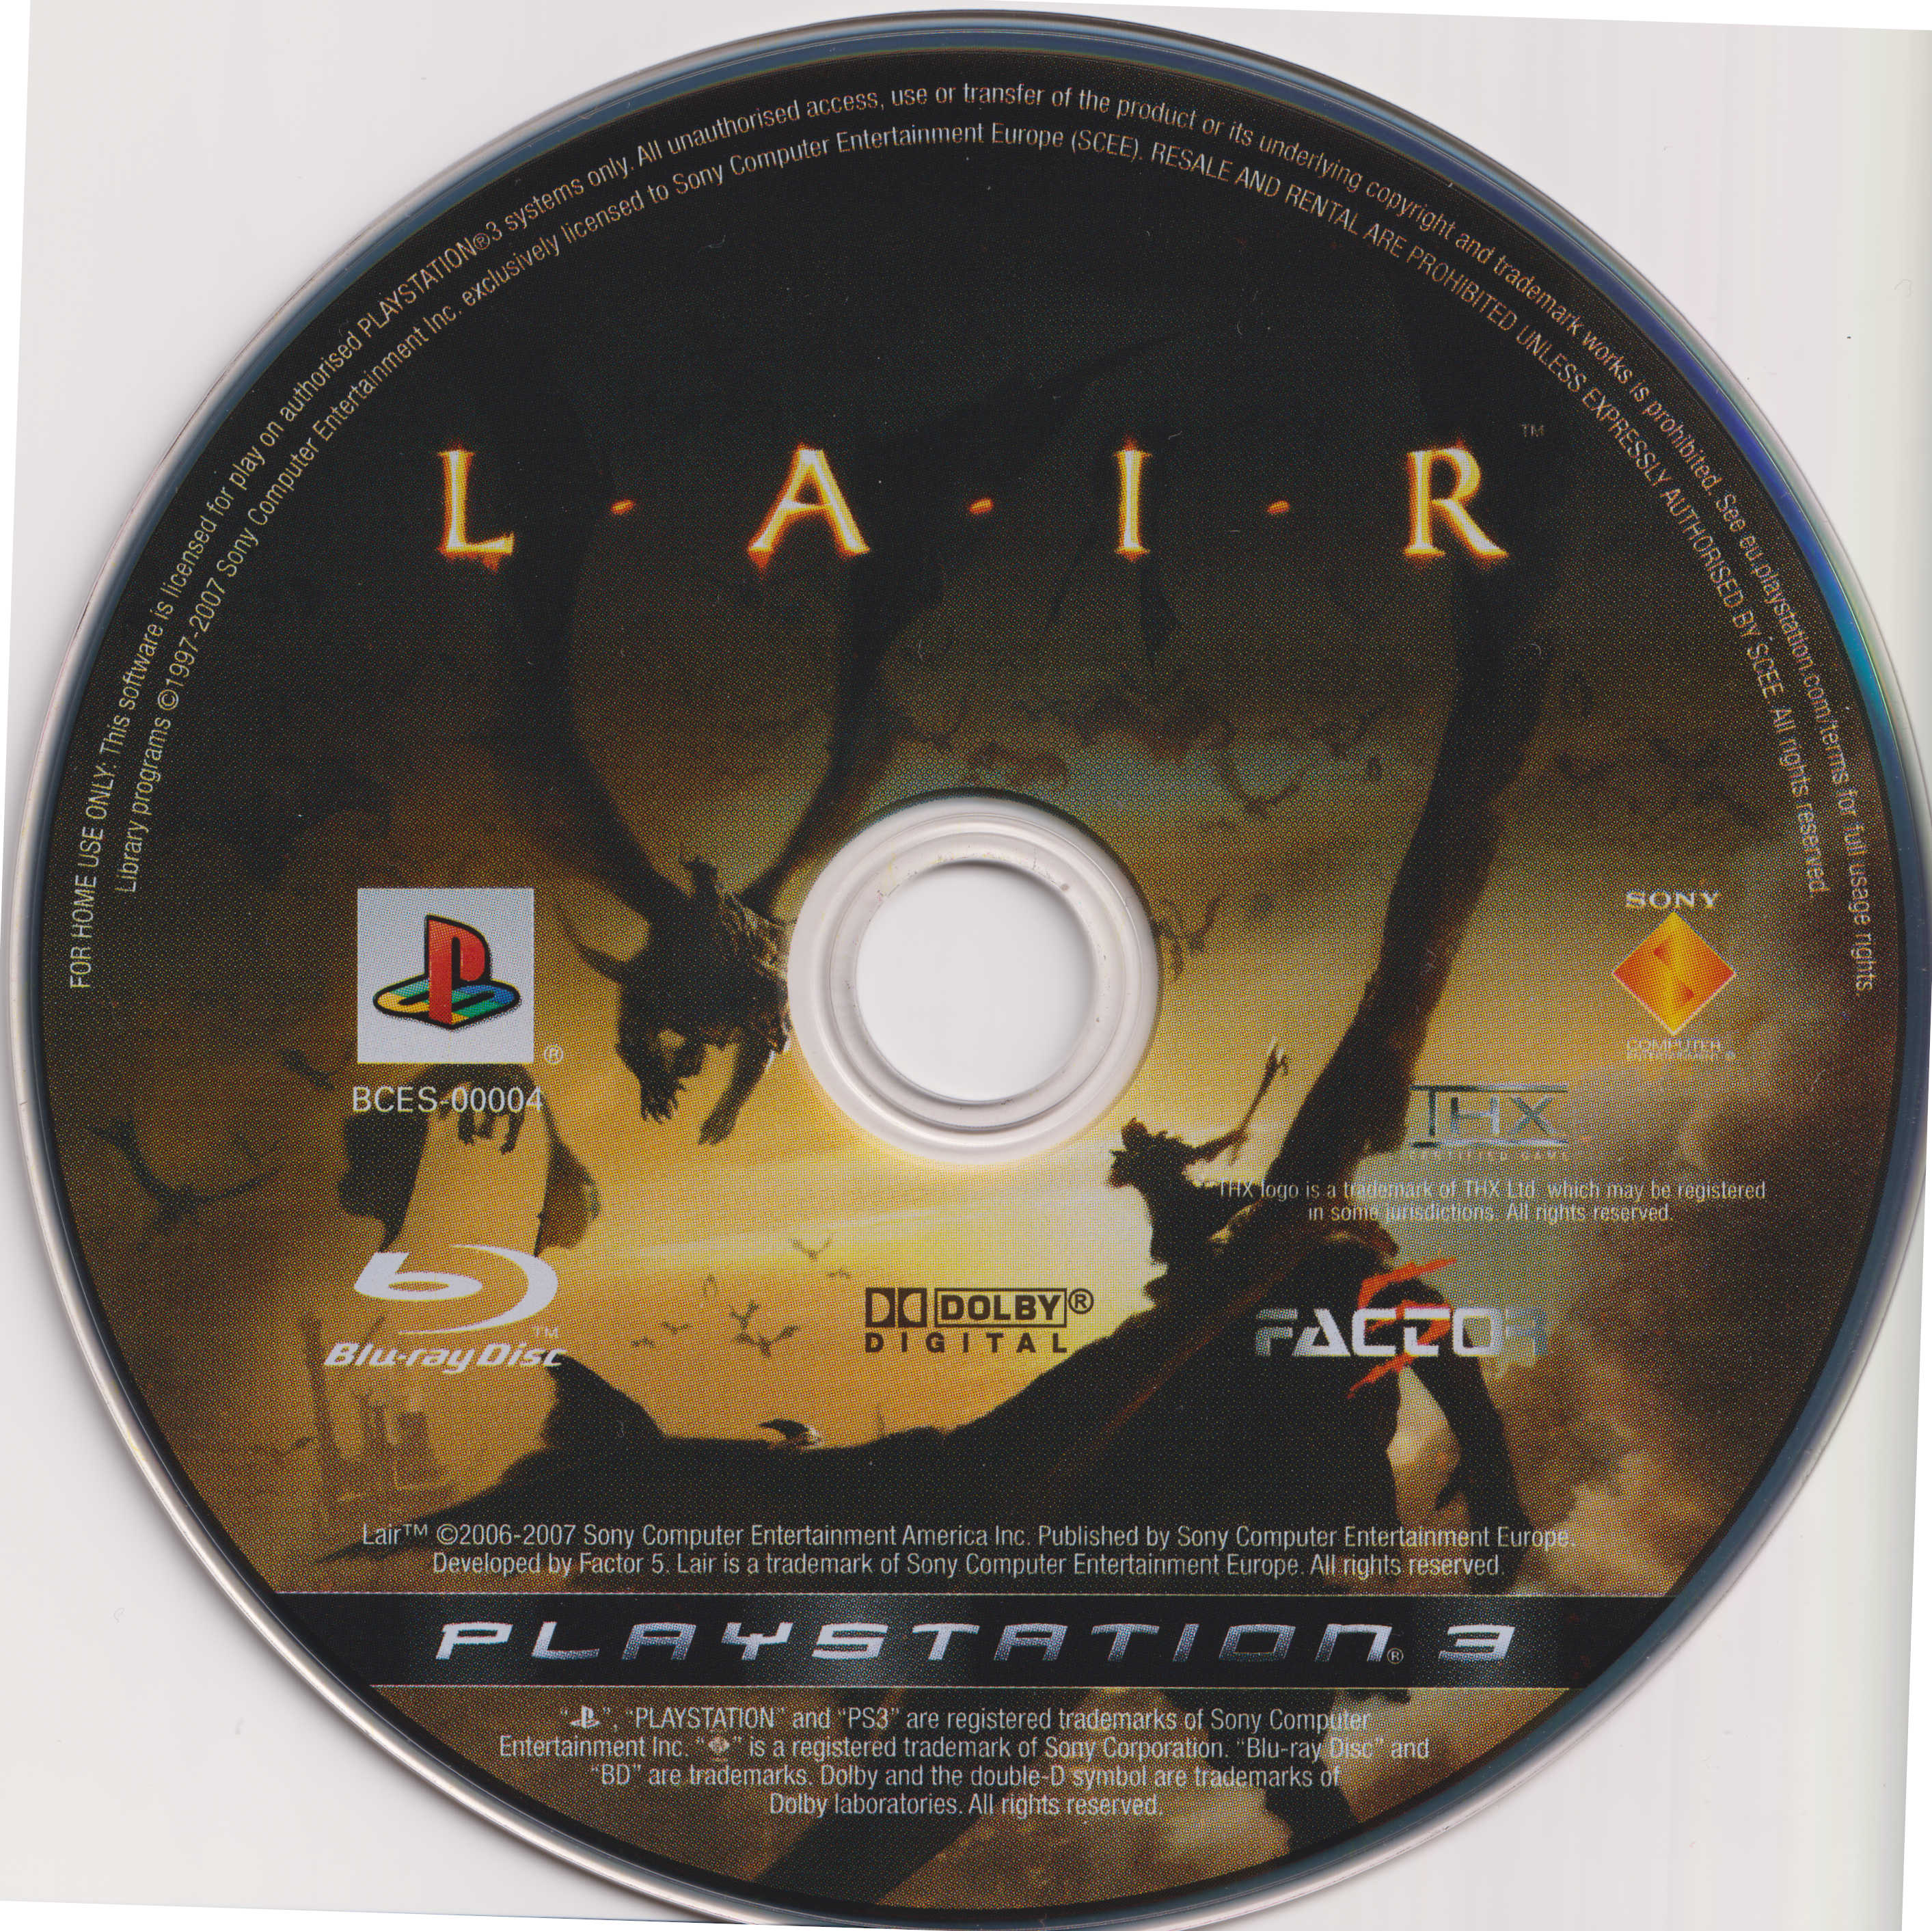 FOR HOME USE ONLY: This software is licensed for play on authorised PLAYSTATION®3 systems only. All unauthorised access, use or transfer of the product or its underlying copyright and trademark works is prohibited. See eu.playstation.com/terms for full usage rights.
Library programs ©1997-2007 Sony Computer Entertainment Inc. exclusively licensed to Sony Computer Entertainment Europe (SCEE). RESALE AND RENTAL ARE PROHIBITED UNLESS EXPRESSLY AUTHORISED BY SCEE. All rights reserved.
L-A-I-R™
SONY
COMPUTER
ENTERTAINMENT ®
®
BCES-00004
THX
CERTIFIED GAME
THX logo is a trademark of THX Ltd which may be registered
in some jurisdictions. All rights reserved.
Blu-ray Disc™
DOLBY®
DIGITAL
FACTOR 5
Lair™ ©2006-2007 Sony Computer Entertainment America Inc. Published by Sony Computer Entertainment Europe.
Developed by Factor 5. Lair is a trademark of Sony Computer Entertainment Europe. All rights reserved.
PLAYSTATION®3
“ ”, “PLAYSTATION” and “PS3” are registered trademarks of Sony Computer
Entertainment Inc. “ ” is a registered trademark of Sony Corporation. “Blu-ray Disc” and
“BD” are trademarks. Dolby and the double-D symbol are trademarks of
Dolby laboratories. All rights reserved.